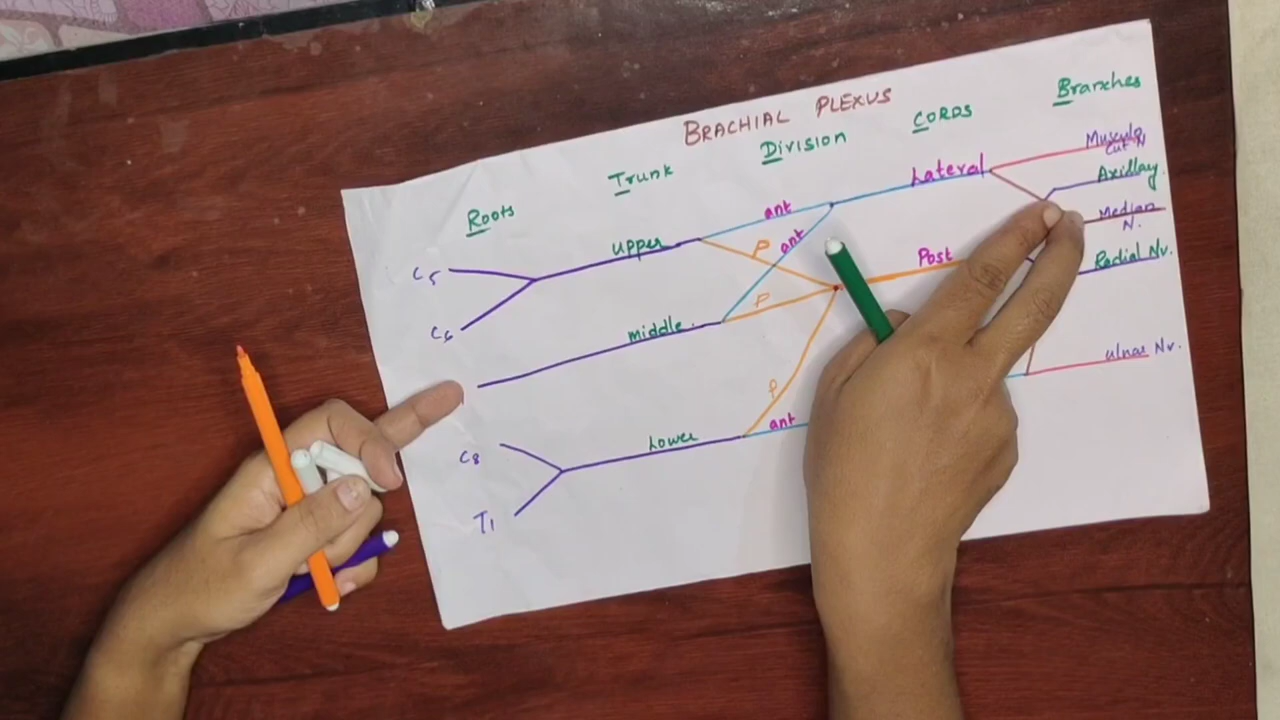 BRACHIAL PLEXUS
Roots
Trunk
Division
CORDS
Branches
C5
C6
C8
T1
Upper
middle
Lower
ant
P
ant
P
P
ant
Lateral
Post
Musculo
Cut N
Axillay
Median
N.
Radial Nv.
ulnar Nv.